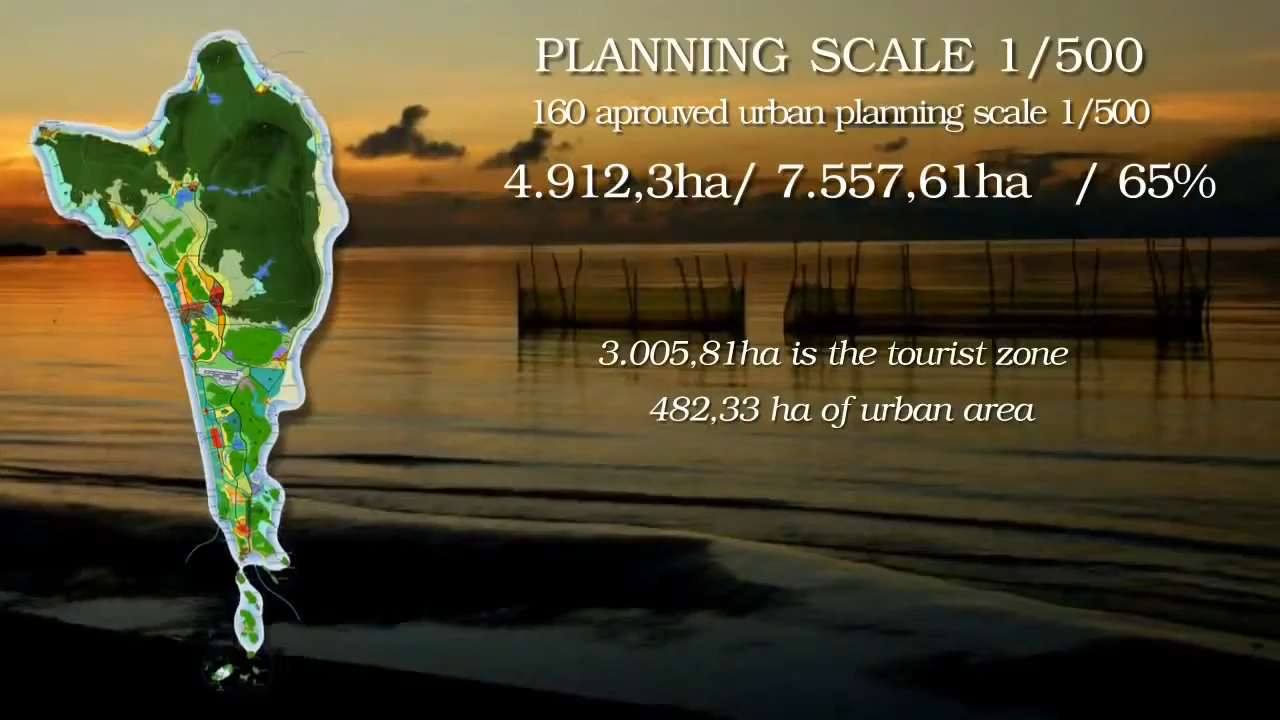 PLANNING SCALE 1/500
160 aprouved urban planning scale 1/500
4.912,3ha/ 7.557,61ha / 65%
3.005,81ha is the tourist zone
482,33 ha of urban area